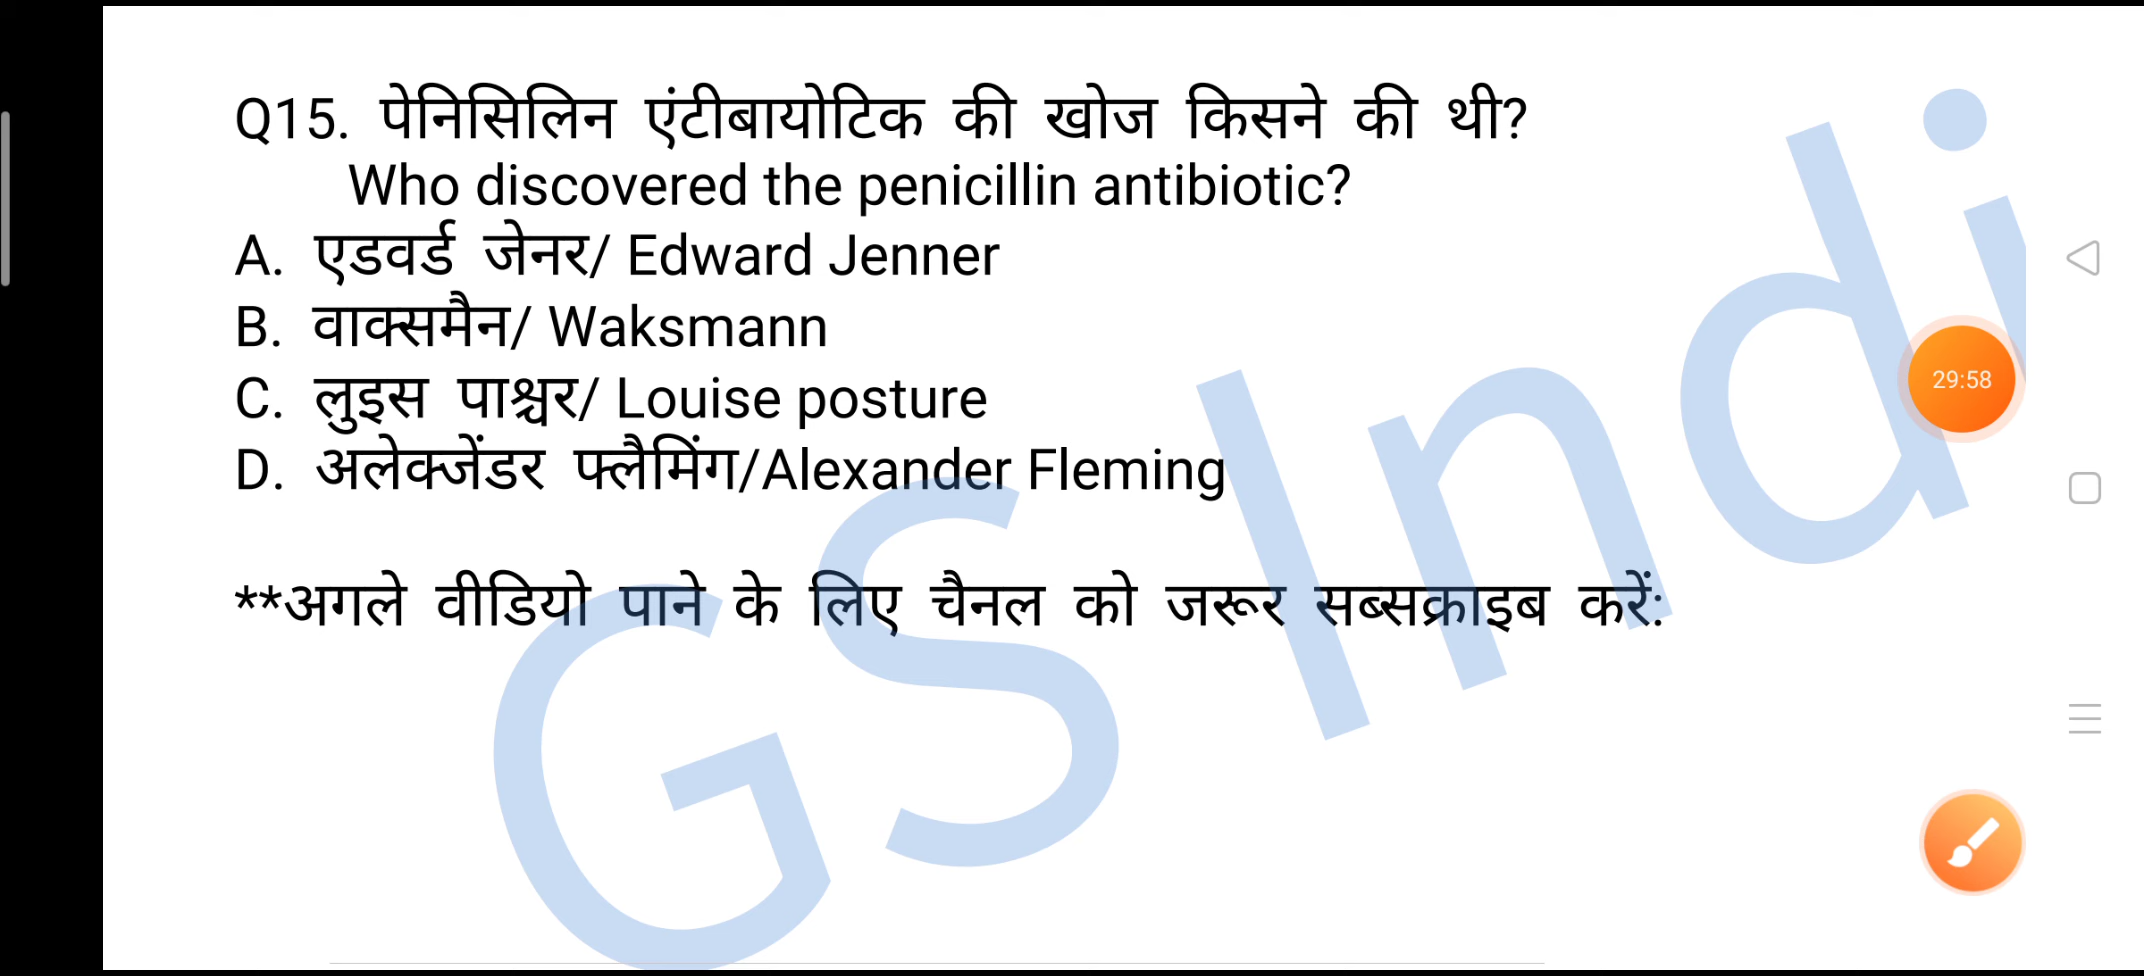 Q15. पेनिसिलिन एंटीबायोटिक की खोज किसने की थी?
Who discovered the penicillin antibiotic?
A. एडवर्ड जेनर/ Edward Jenner
B. वाक्समैन/ Waksmann
C. लुइस पाश्चर/ Louise posture
D. अलेक्जेंडर फ्लैमिंग/Alexander Fleming
**अगले वीडियो पाने के लिए चैनल को जरूर सब्सक्राइब करें:
GS Indi
29:58